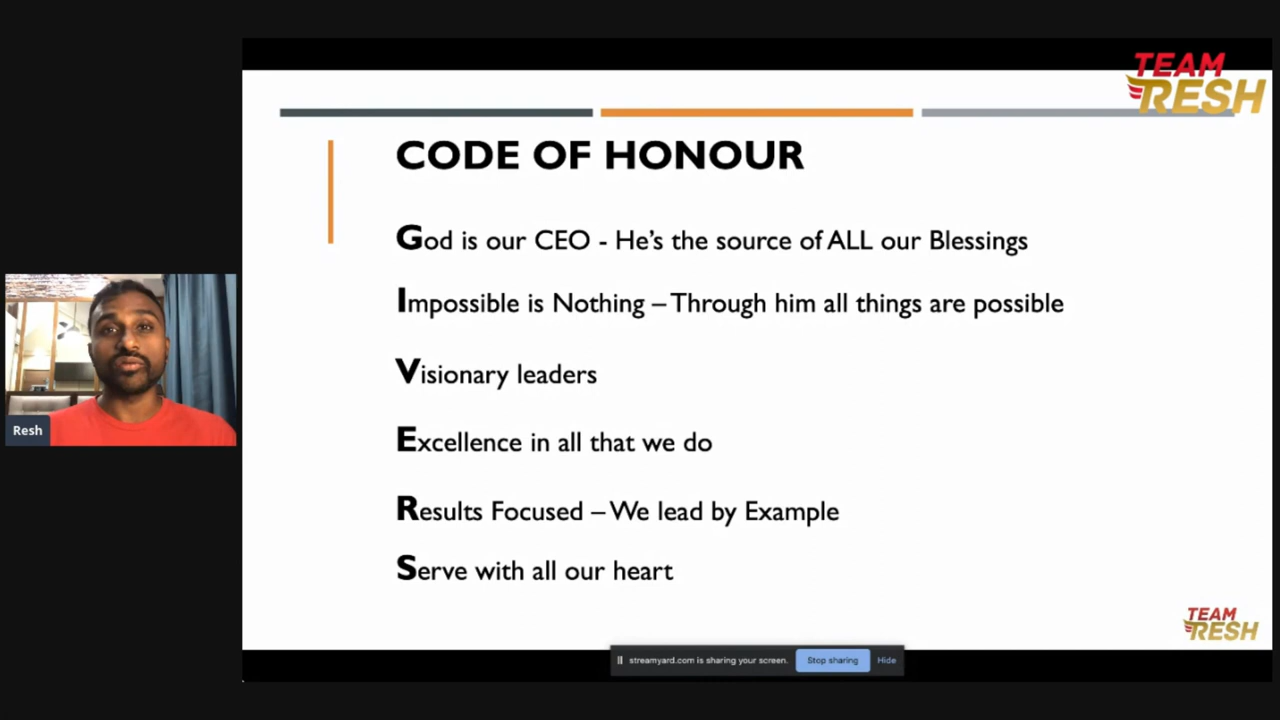 TEAM
RESH
CODE OF HONOUR
God is our CEO - He's the source of ALL our Blessings
Impossible is Nothing – Through him all things are possible
Visionary leaders
Excellence in all that we do
Results Focused – We lead by Example
Serve with all our heart
Resh
TEAM
RESH
streamyard.com is sharing your screen.
Stop sharing
Hide